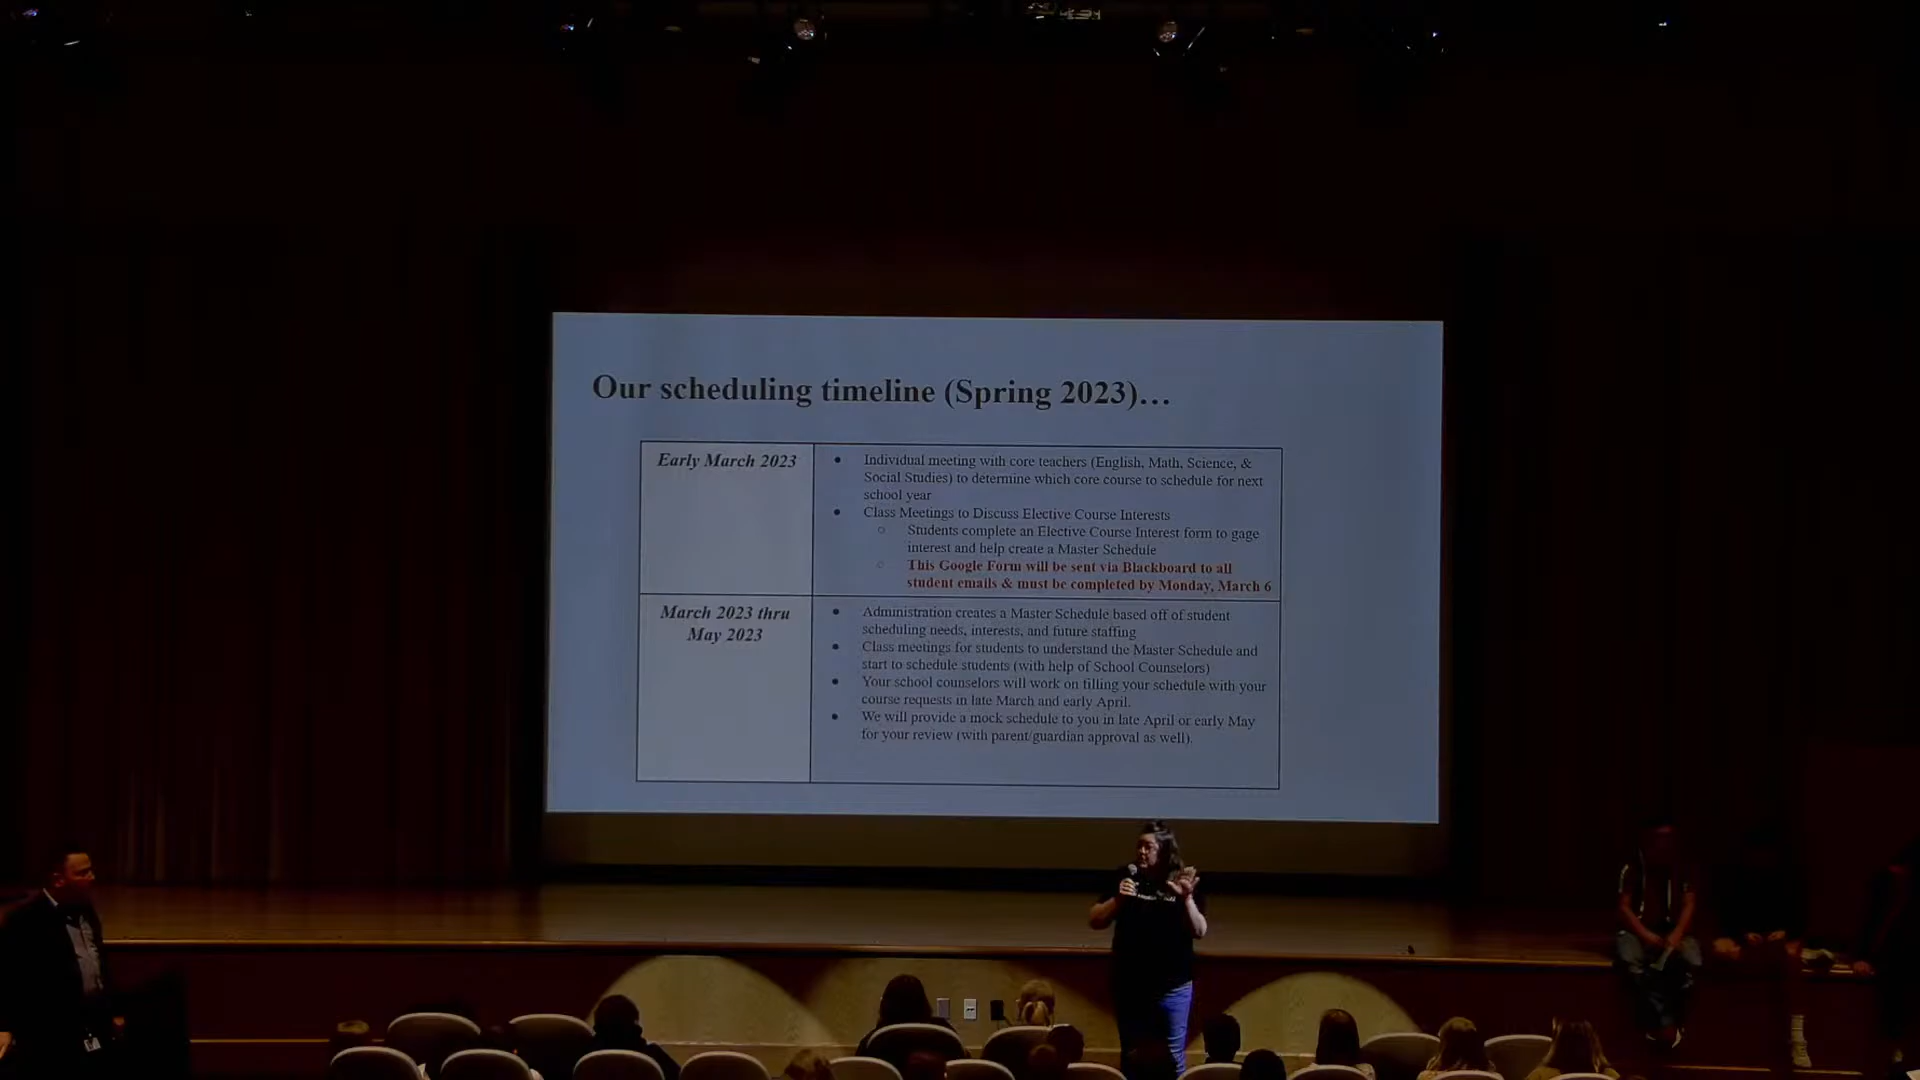 Our scheduling timeline (Spring 2023)...
Early March 2023
● Individual meeting with core teachers (English, Math, Science, &
Social Studies) to determine which core course to schedule for next
school year
● Class Meetings to Discuss Elective Course Interests
○ Students complete an Elective Course Interest form to gage
interest and help create a Master Schedule
○ This Google Form will be sent via Blackboard to all
student emails & must be completed by Monday, March 6
March 2023 thru
May 2023
● Administration creates a Master Schedule based off of student
scheduling needs, interests, and future staffing
● Class meetings for students to understand the Master Schedule and
start to schedule students (with help of School Counselors)
● Your school counselors will work on filling your schedule with your
course requests in late March and early April.
● We will provide a mock schedule to you in late April or early May
for your review (with parent/guardian approval as well).